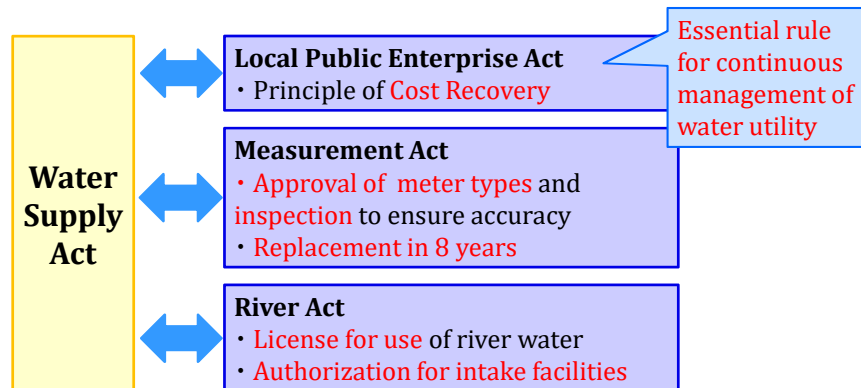 Water
Supply
Act
Local Public Enterprise Act
・Principle of Cost Recovery
Essential rule
for continuous
management of
water utility
Measurement Act
・Approval of meter types and
inspection to ensure accuracy
・Replacement in 8 years
River Act
・License for use of river water
・Authorization for intake facilities